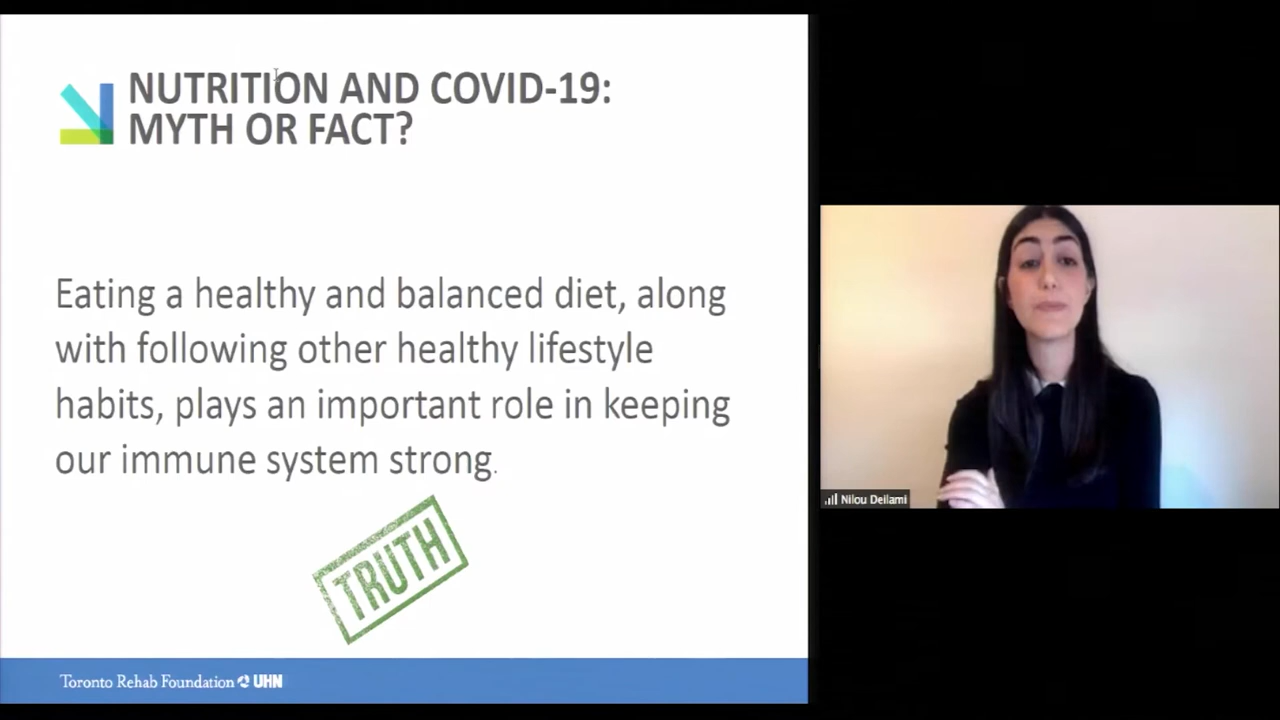 NUTRITION AND COVID-19:
MYTH OR FACT?
Eating a healthy and balanced diet, along
with following other healthy lifestyle
habits, plays an important role in keeping
our immune system strong.
TRUTH
Toronto Rehab Foundation UHN
Nilou Deilami